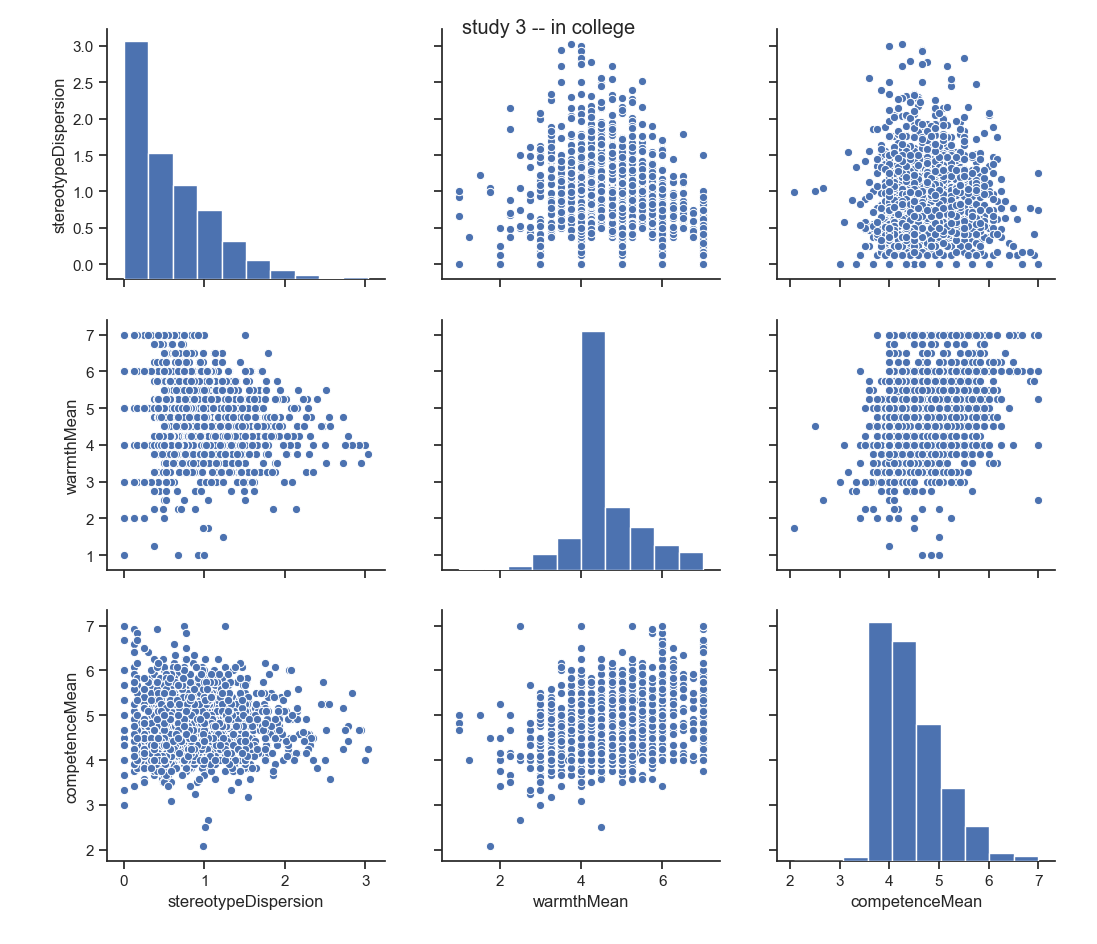 study 3 -- in college
3.0
2.5
2.0
1.5
1.0
0.5
0.0
stereotypeDispersion
7
6
5
4
3
2
1
warmthMean
7
6
5
4
3
2
competenceMean
0 1 2 3
2 4 6
2 3 4 5 6 7
stereotypeDispersion
warmthMean
competenceMean